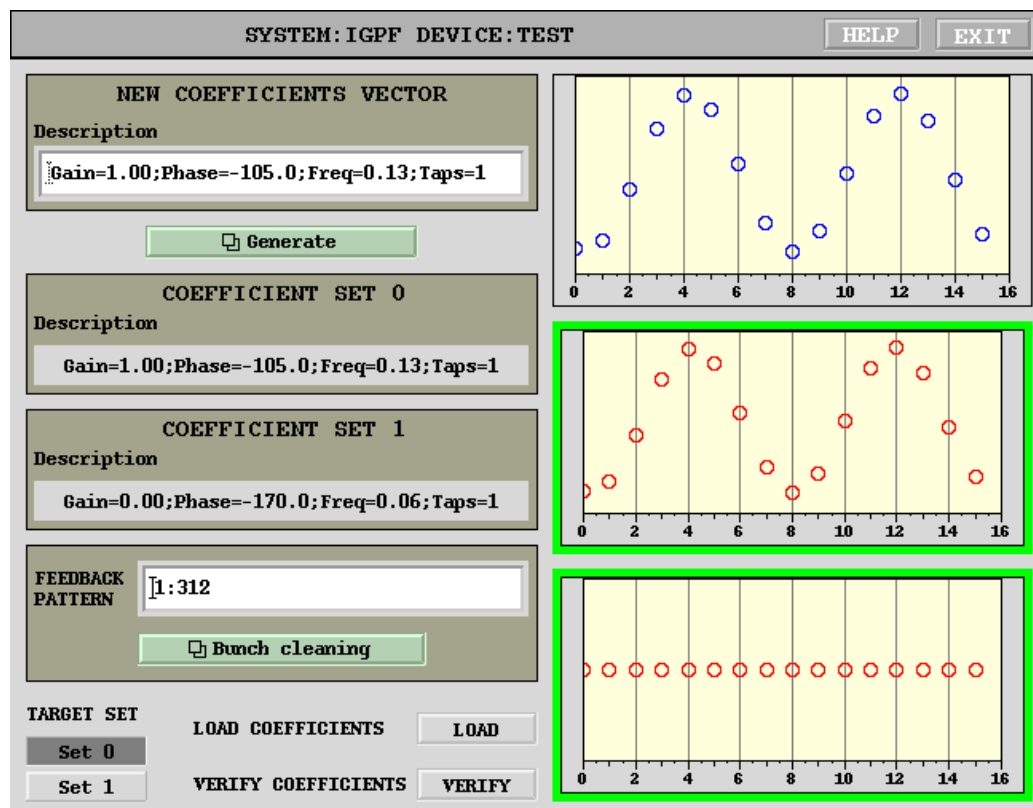 SYSTEM:IGPF DEVICE:TEST
HELP
EXIT
NEW COEFFICIENTS VECTOR
Description
Gain=1.00;Phase=-105.0;Freq=0.13;Taps=1
Generate
COEFFICIENT SET 0
Description
Gain=1.00;Phase=-105.0;Freq=0.13;Taps=1
COEFFICIENT SET 1
Description
Gain=0.00;Phase=-170.0;Freq=0.06;Taps=1
FEEDBACK
PATTERN
1:312
Bunch cleaning
TARGET SET
Set 0
Set 1
LOAD COEFFICIENTS
LOAD
VERIFY COEFFICIENTS
VERIFY
0 2 4 6 8 10 12 14 16
0 2 4 6 8 10 12 14 16
0 2 4 6 8 10 12 14 16